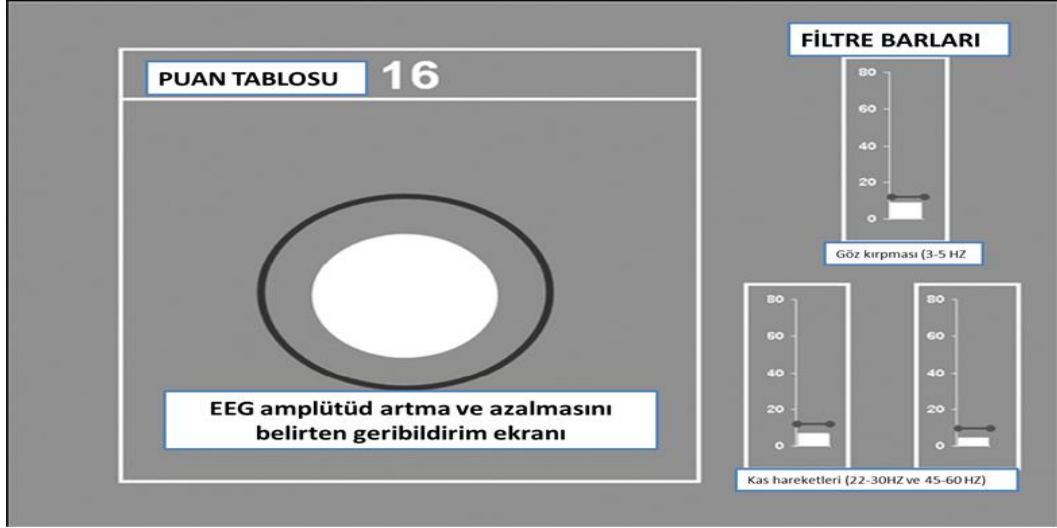 PUAN TABLOSU 16
EEG amplütüd artma ve azalmasını
belirten geribildirim ekranı
FİLTRE BARLARI
80
60
40
20
0
Göz kırpması (3-5 HZ
80
60
40
20
0
80
60
40
20
0
Kas hareketleri (22-30HZ ve 45-60 HZ)